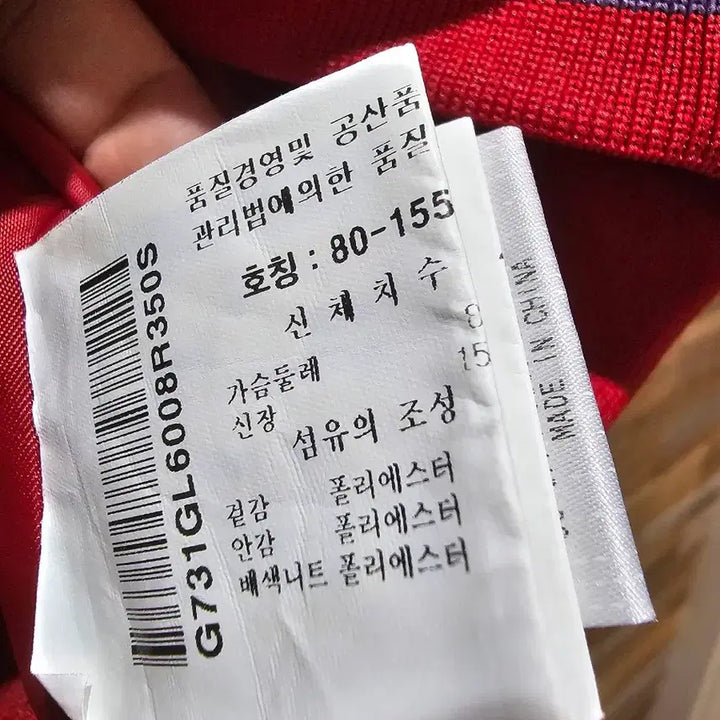 품질경영및 공산품
관리법에의한 품질
호칭 : 80-155
신 체 치 수
가슴둘레 8
신장 15
섬유의 조성
겉감 폴리에스터
안감 폴리에스터
배색니트 폴리에스터
G731GL6008R350S
MADE IN CHINA